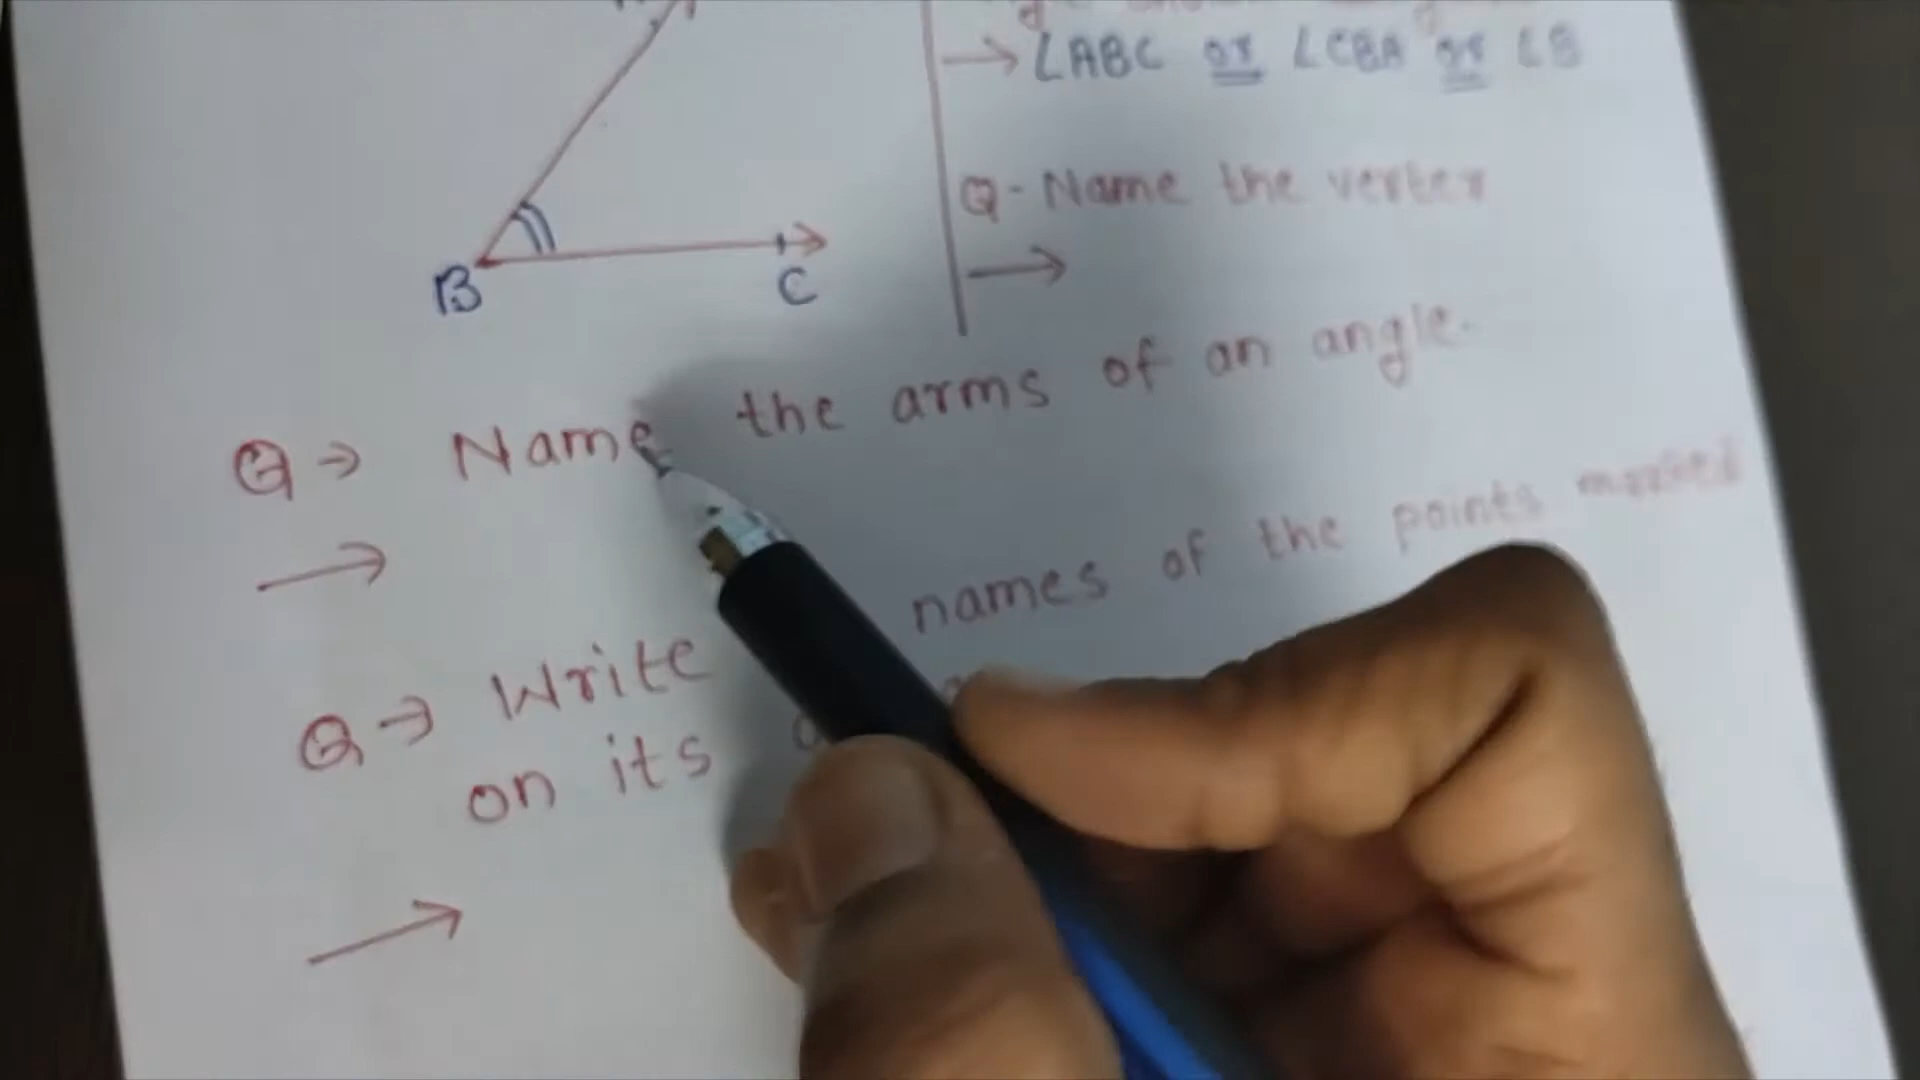 ∠ABC or ∠CBA or ∠B
Q - Name the vertex
B
C
Q → Name the arms of an angle.
Q → Write names of the points marked
on its